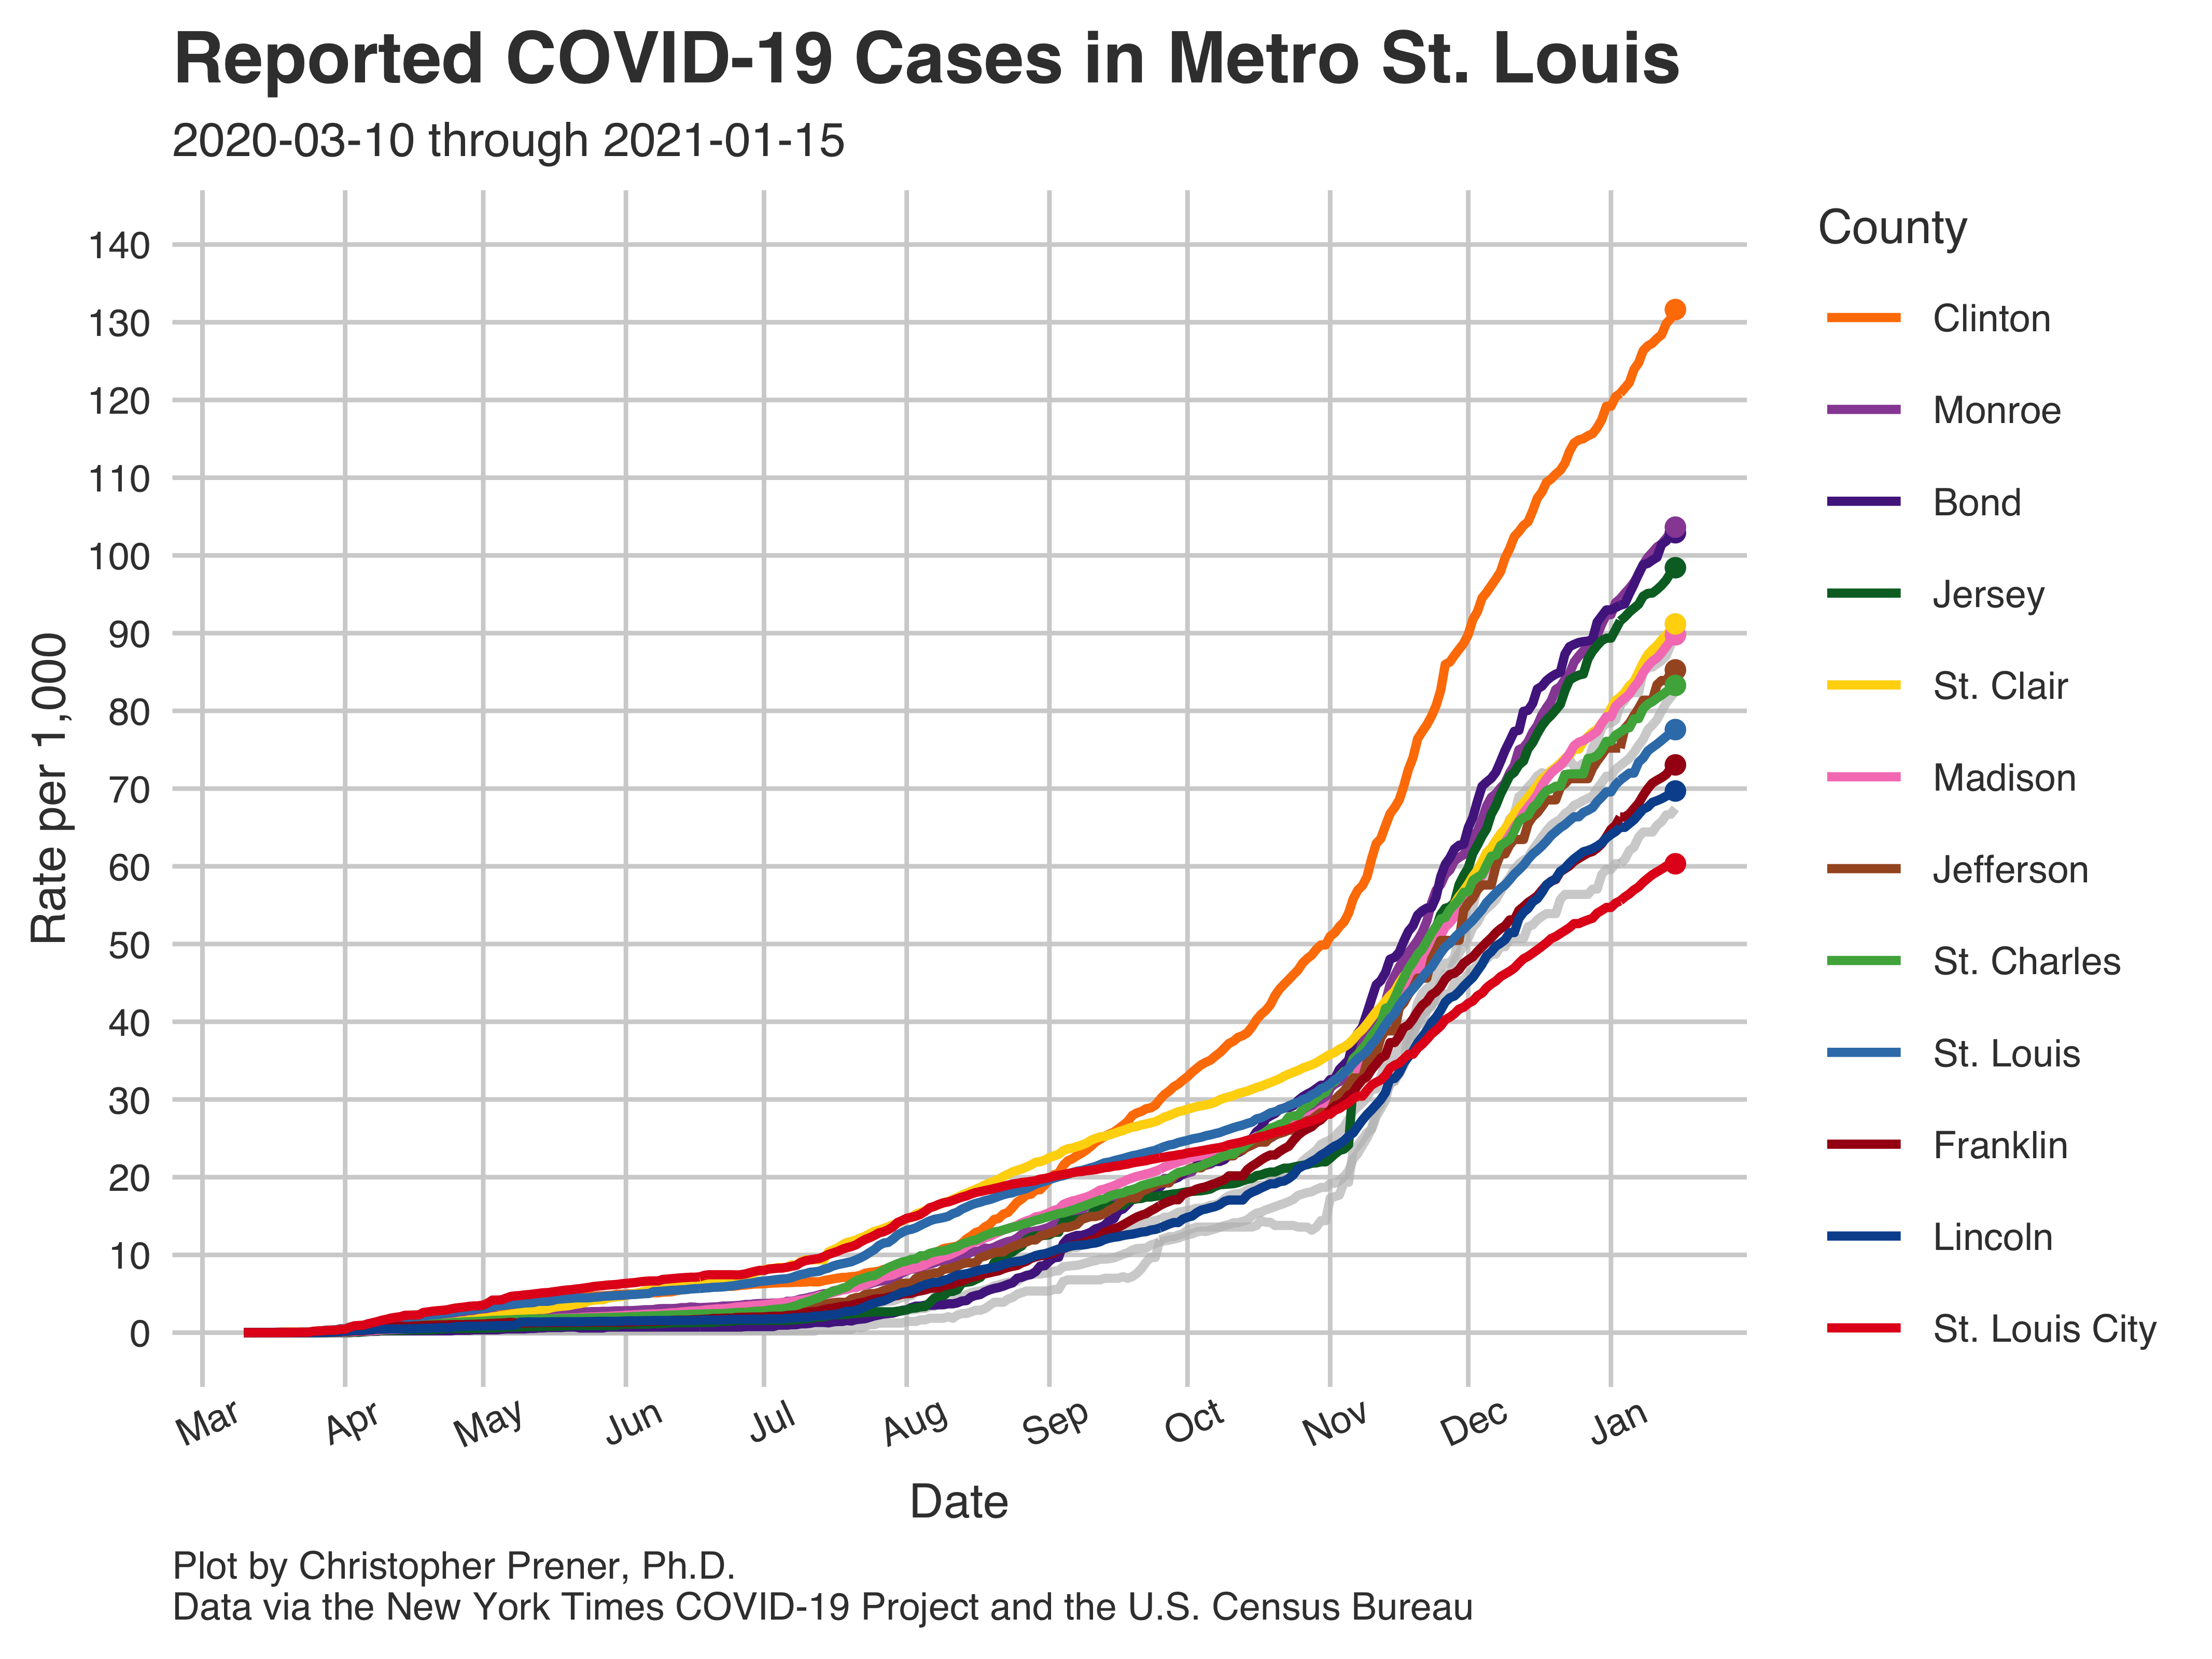 Reported COVID-19 Cases in Metro St. Louis
2020-03-10 through 2021-01-15
Rate per 1,000
140
130
120
110
100
90
80
70
60
50
40
30
20
10
0
Mar
Apr
May
Jun
Jul
Aug
Sep
Oct
Nov
Dec
Jan
Date
County
Clinton
Monroe
Bond
Jersey
St. Clair
Madison
Jefferson
St. Charles
St. Louis
Franklin
Lincoln
St. Louis City
Plot by Christopher Prener, Ph.D.
Data via the New York Times COVID-19 Project and the U.S. Census Bureau